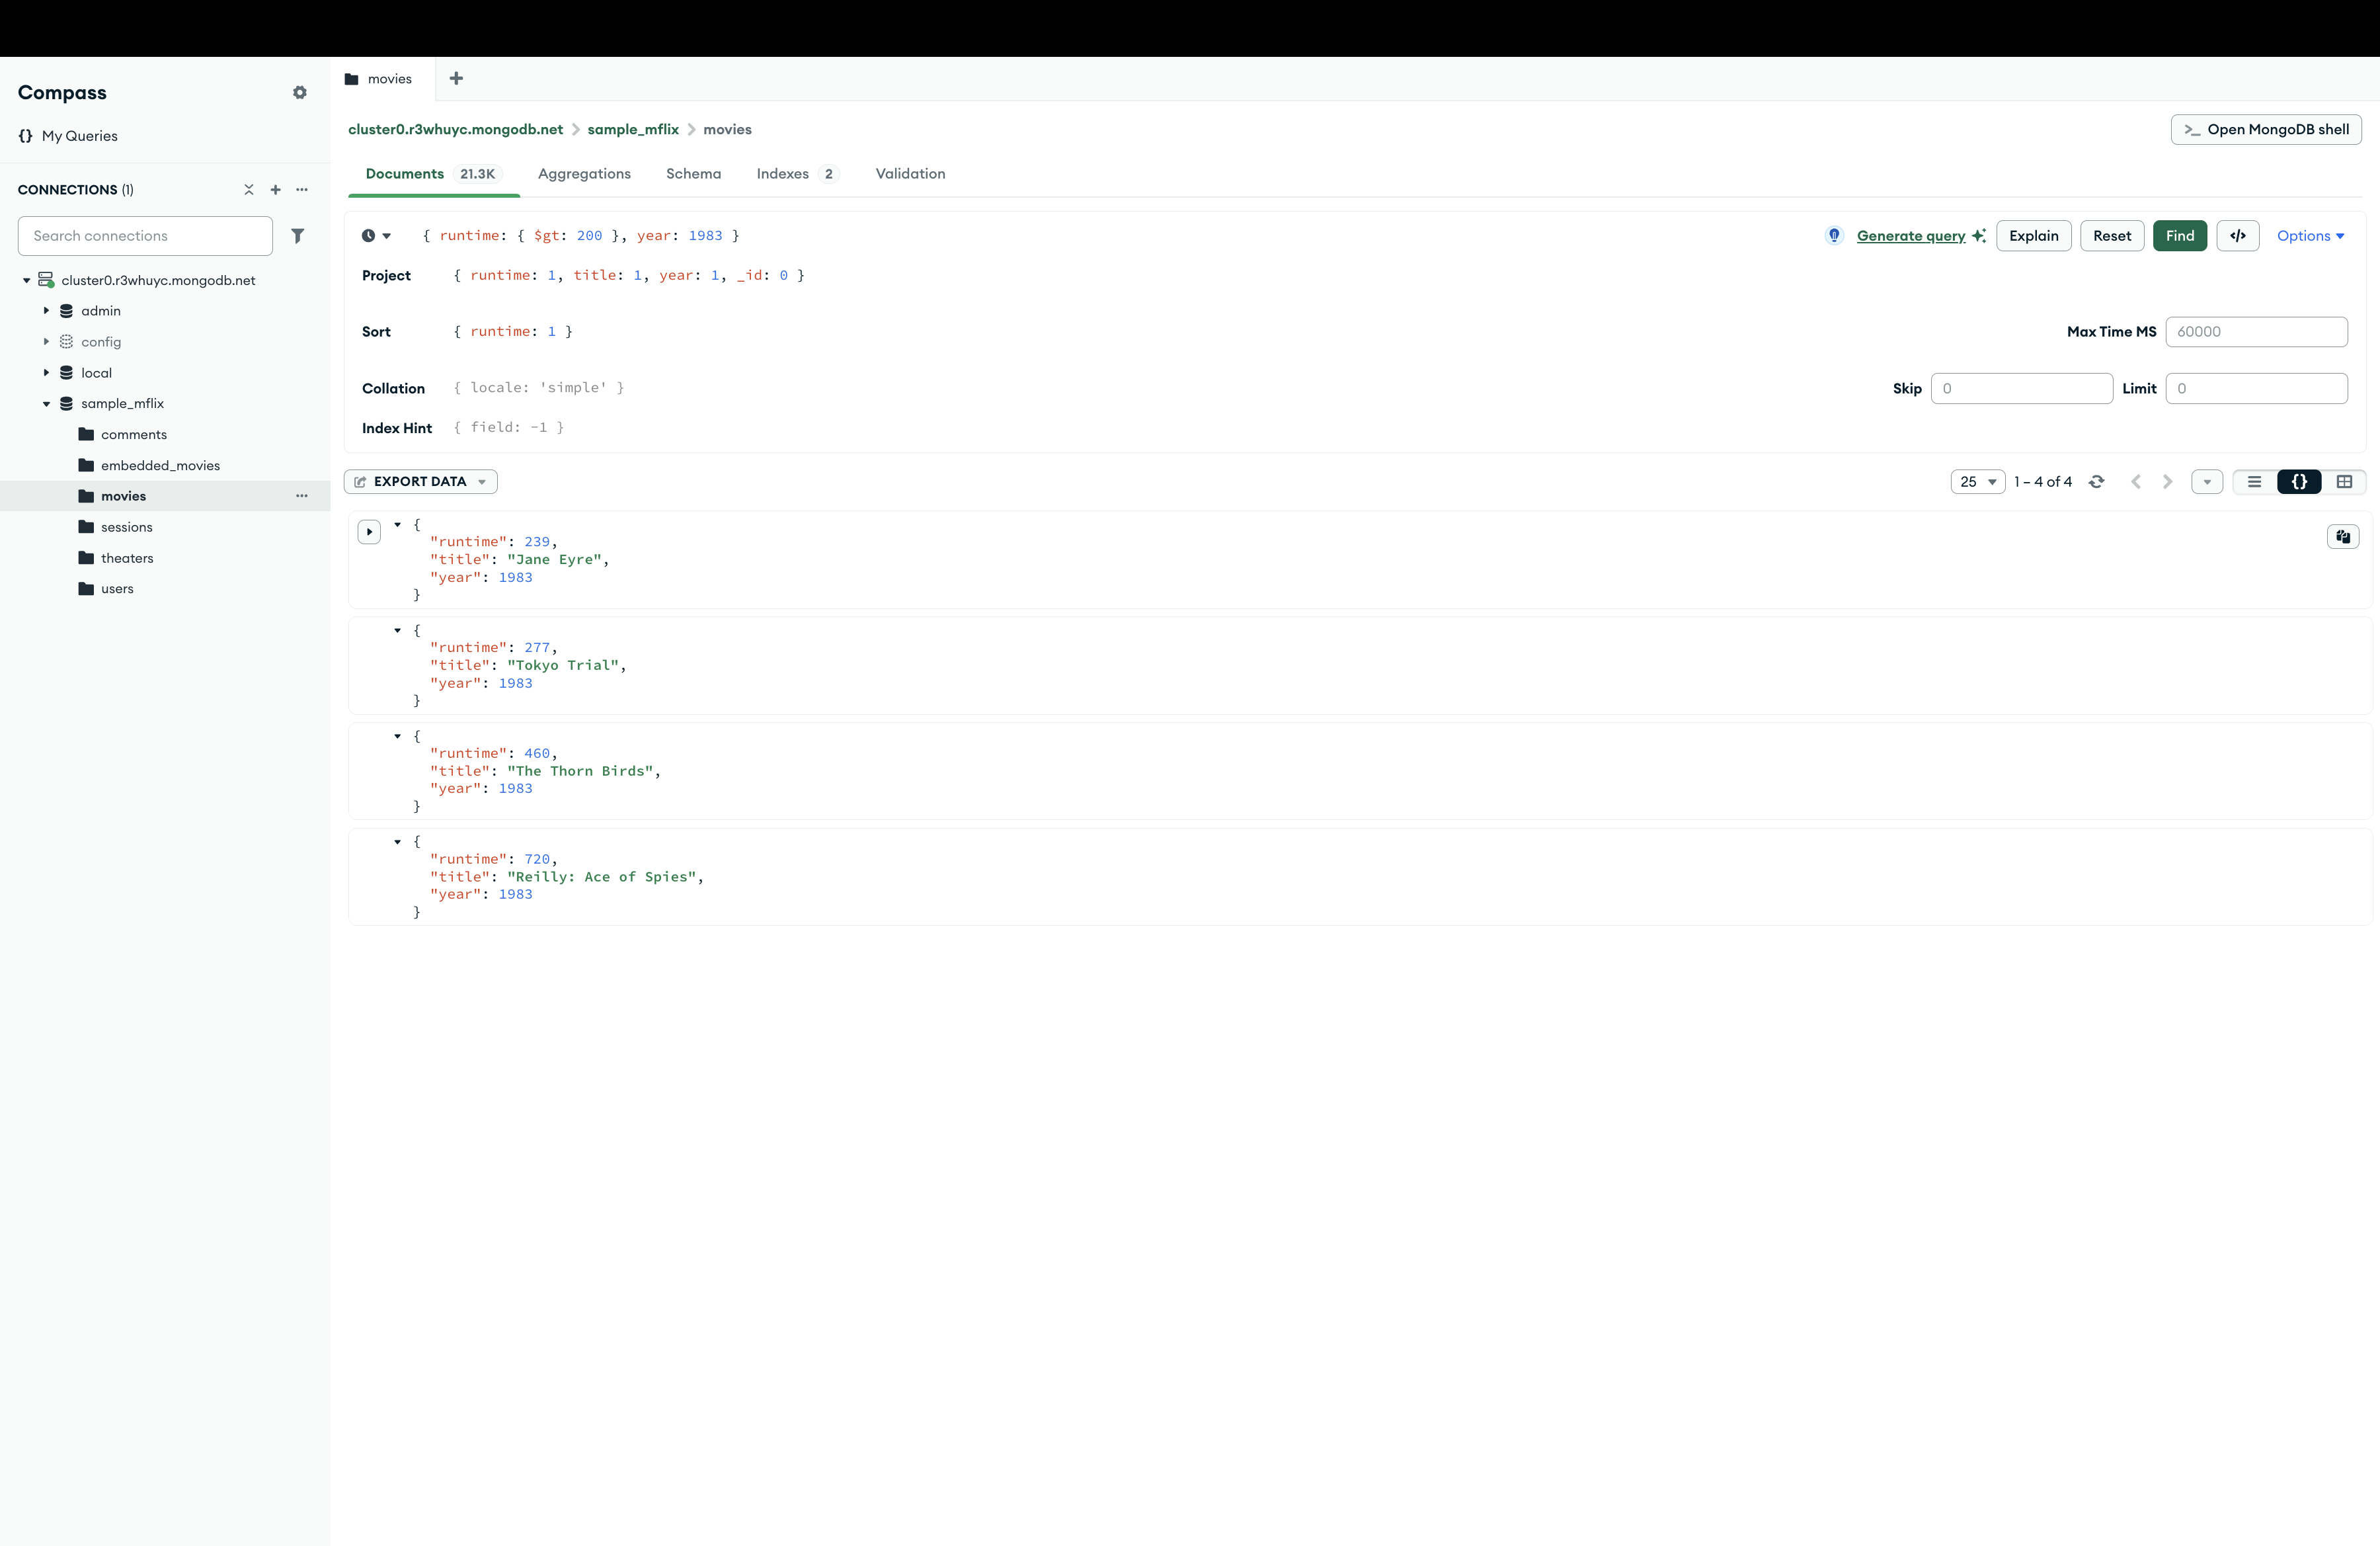 Compass
{} My Queries
CONNECTIONS (1)
Search connections
cluster0.r3whuyc.mongodb.net
admin
config
local
sample_mflix
comments
embedded_movies
movies
sessions
theaters
users
movies
cluster0.r3whuyc.mongodb.net > sample_mflix > movies
>_ Open MongoDB shell
Documents 21.3K Aggregations Schema Indexes 2 Validation
{ runtime: { $gt: 200 }, year: 1983 }
Generate query Explain Reset Find </> Options
Project { runtime: 1, title: 1, year: 1, _id: 0 }
Sort { runtime: 1 }
Max Time MS 60000
Collation { locale: 'simple' }
Skip 0 Limit 0
Index Hint { field: -1 }
EXPORT DATA
25 1 – 4 of 4 {}
{
"runtime": 239,
"title": "Jane Eyre",
"year": 1983
}
{
"runtime": 277,
"title": "Tokyo Trial",
"year": 1983
}
{
"runtime": 460,
"title": "The Thorn Birds",
"year": 1983
}
{
"runtime": 720,
"title": "Reilly: Ace of Spies",
"year": 1983
}